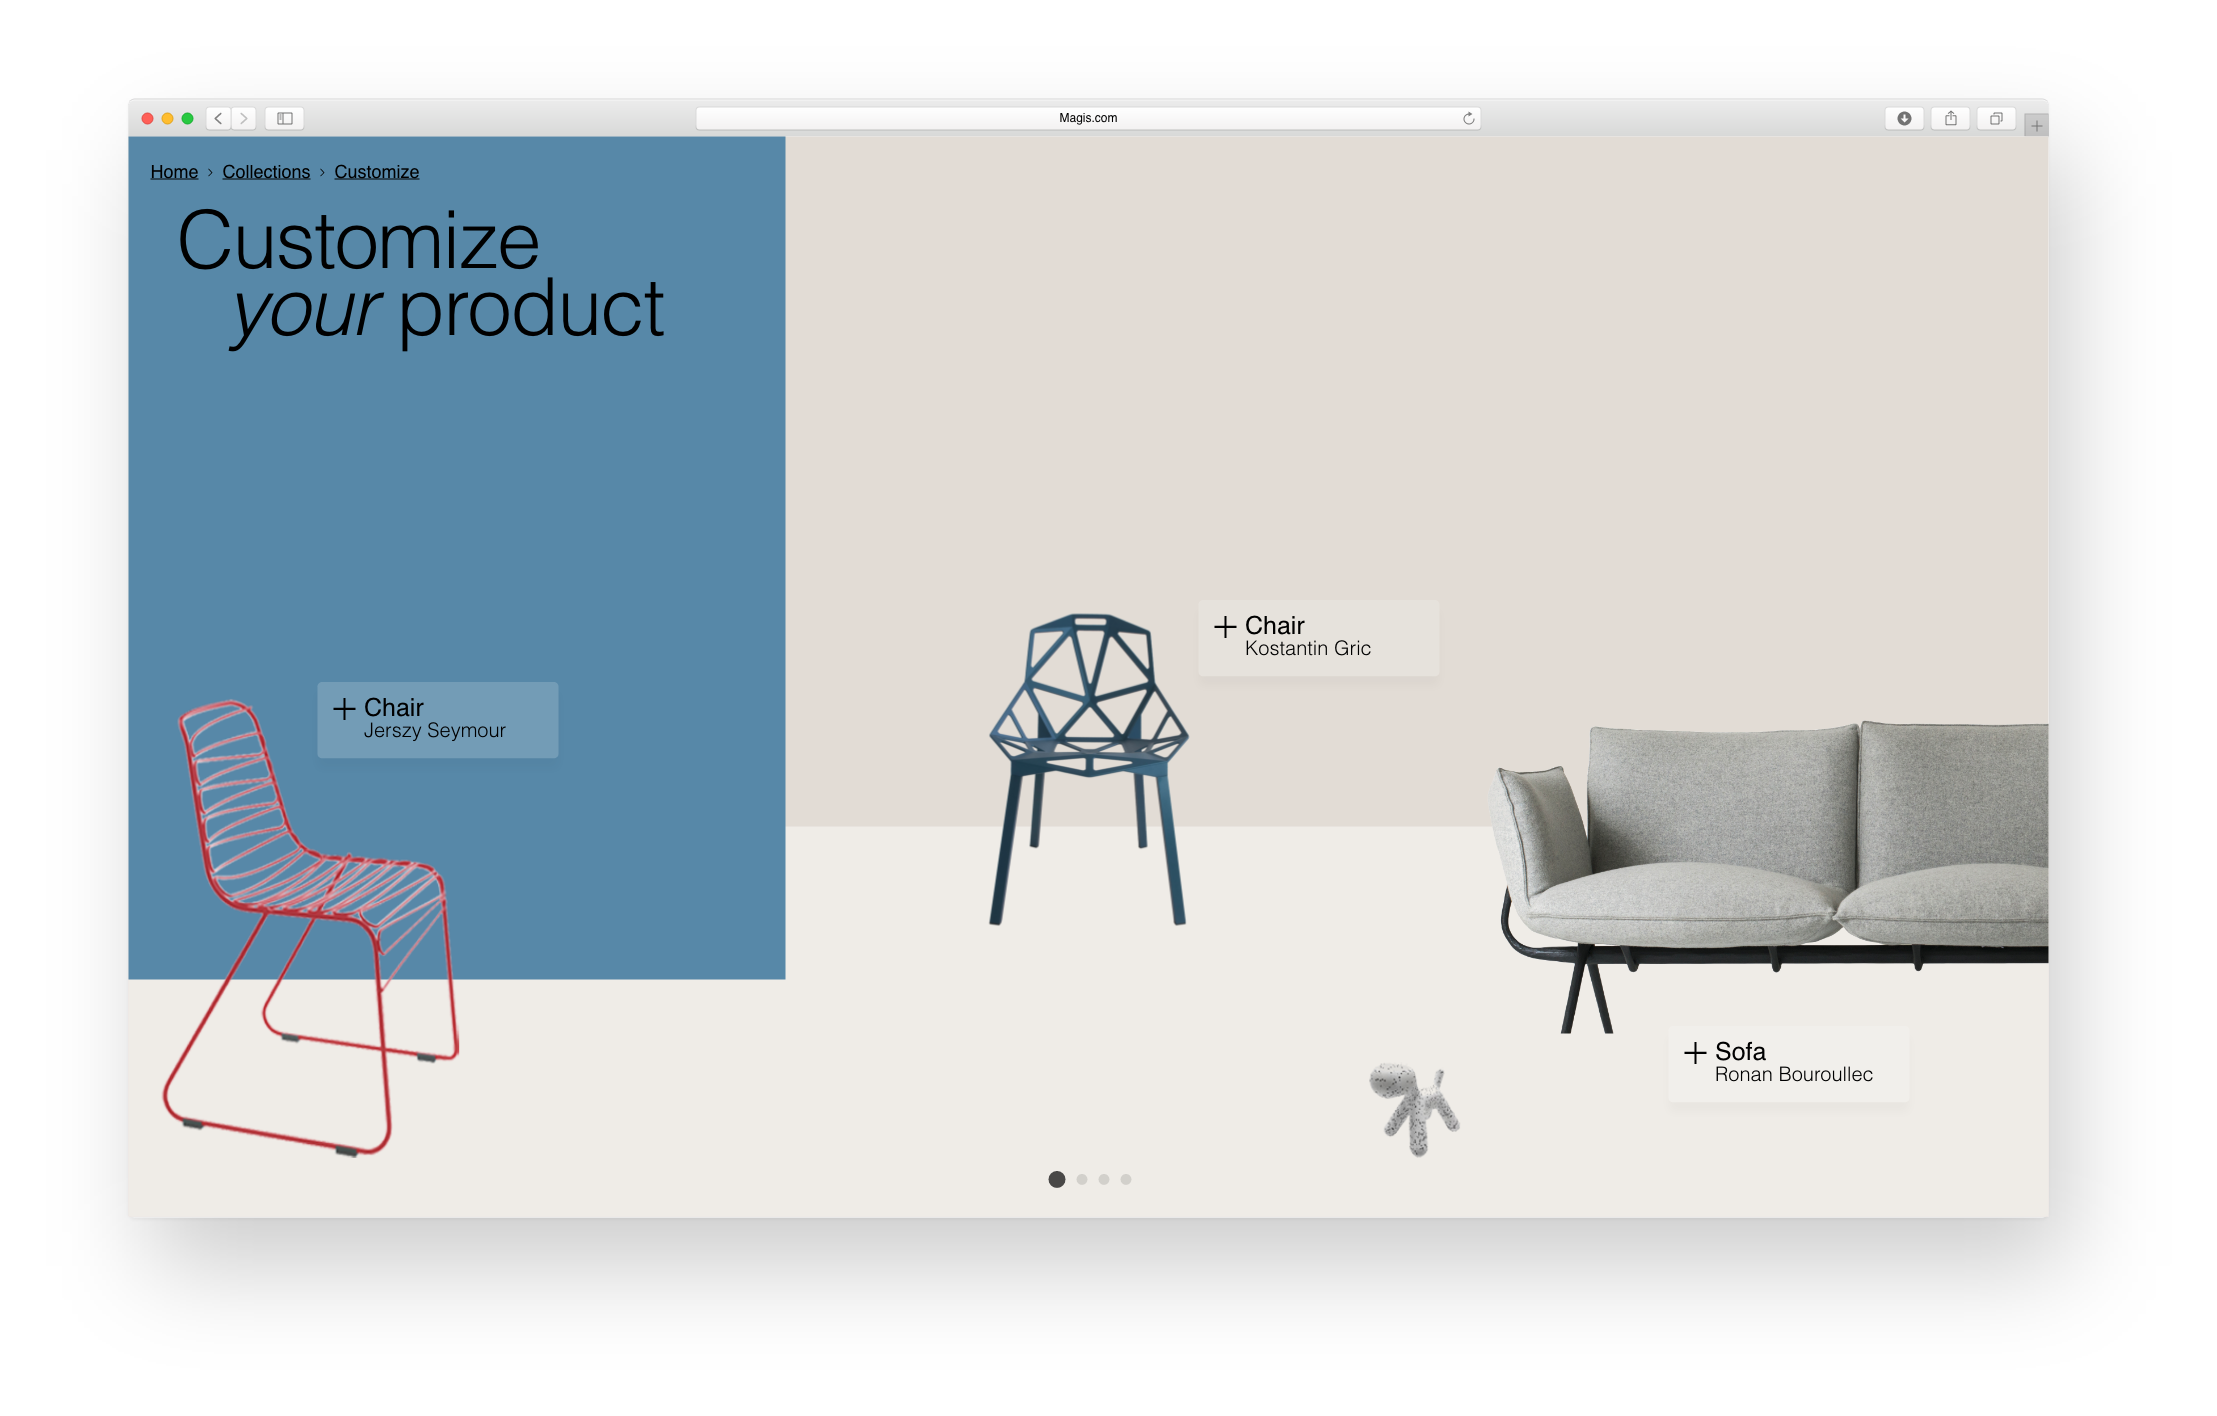 Magis.com
Home › Collections › Customize
Customize
your product
+ Chair
Kostantin Gric
+ Chair
Jerszy Seymour
+ Sofa
Ronan Bouroullec